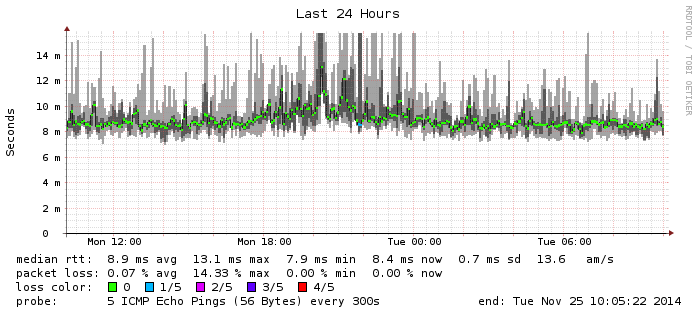 Last 24 Hours
RRDTOOL / TOBI OETIKER
Seconds
14 m
12 m
10 m
8 m
6 m
4 m
2 m
0
Mon 12:00 Mon 18:00 Tue 00:00 Tue 06:00
median rtt: 8.9 ms avg 13.1 ms max 7.9 ms min 8.4 ms now 0.7 ms sd 13.6 am/s
packet loss: 0.07 % avg 14.33 % max 0.00 % min 0.00 % now
loss color: 0 1/5 2/5 3/5 4/5
probe: 5 ICMP Echo Pings (56 Bytes) every 300s end: Tue Nov 25 10:05:22 2014